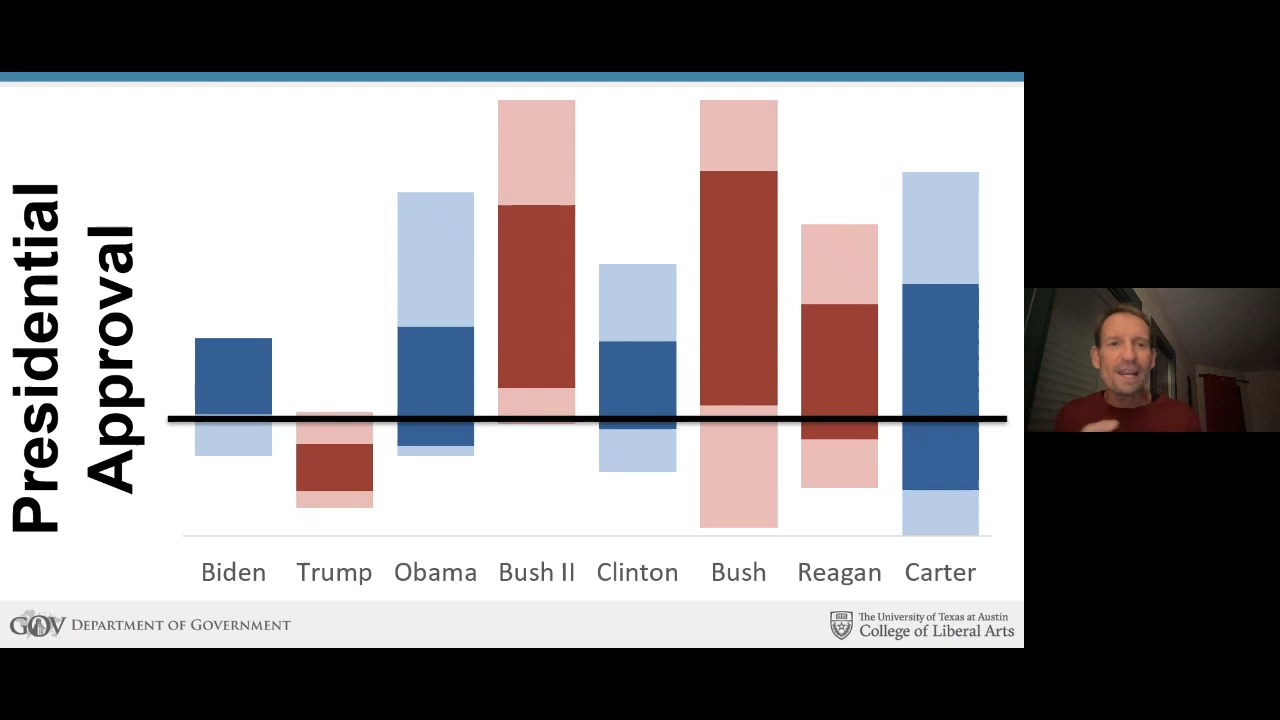 Presidential
Approval
Biden Trump Obama Bush II Clinton Bush Reagan Carter
GOV DEPARTMENT OF GOVERNMENT
The University of Texas at Austin
College of Liberal Arts